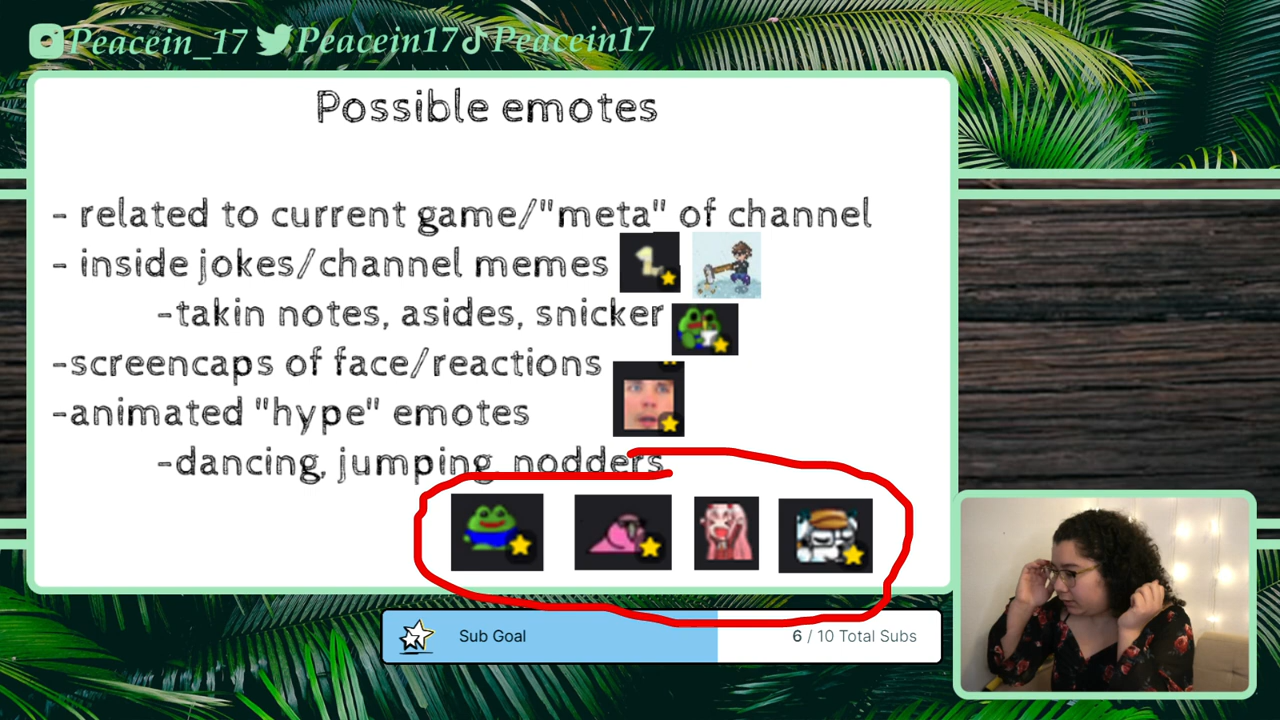 Peacein_17 Peacein17 Peacein17
Possible emotes
- related to current game/"meta" of channel
- inside jokes/channel memes
-takin notes, asides, snicker
-screencaps of face/reactions
-animated "hype" emotes
-dancing, jumping, nodders
Sub Goal 6 / 10 Total Subs